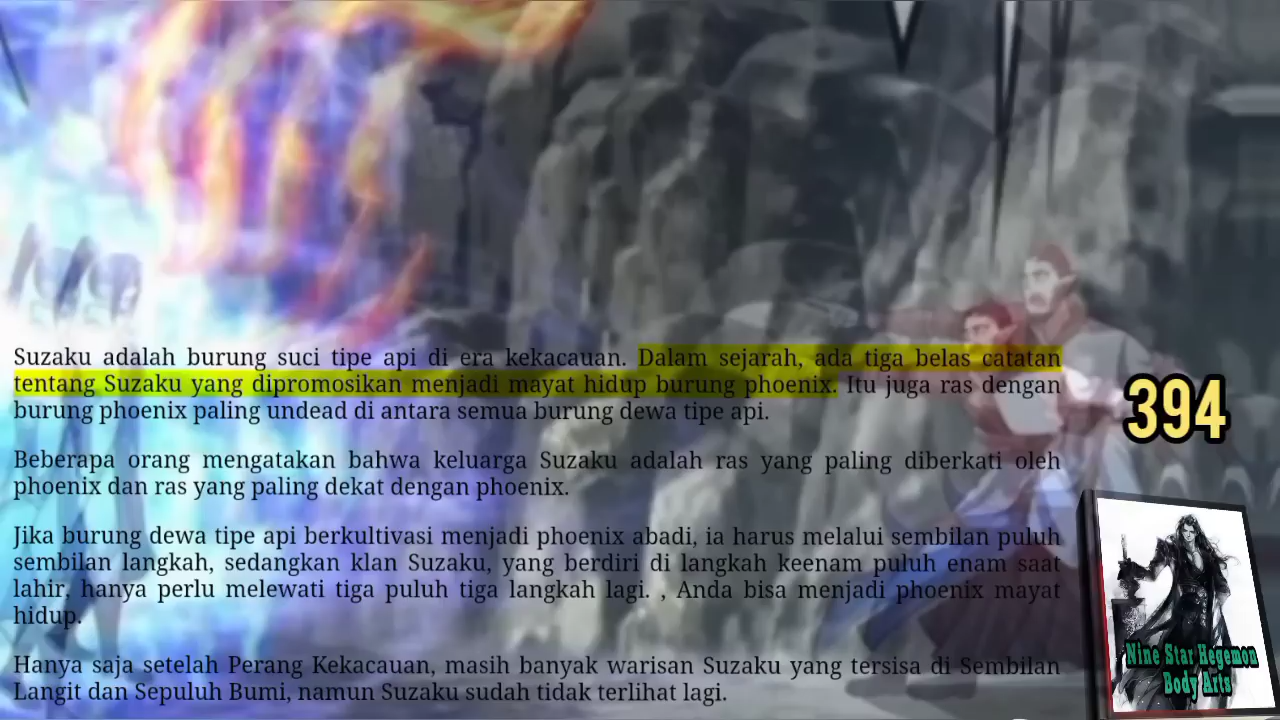 Suzaku adalah burung suci tipe api di era kekacauan. Dalam sejarah, ada tiga belas catatan
tentang Suzaku yang dipromosikan menjadi mayat hidup burung phoenix. Itu juga ras dengan
burung phoenix paling undead di antara semua burung dewa tipe api.
Beberapa orang mengatakan bahwa keluarga Suzaku adalah ras yang paling diberkati oleh
phoenix dan ras yang paling dekat dengan phoenix.
Jika burung dewa tipe api berkultivasi menjadi phoenix abadi, ia harus melalui sembilan puluh
sembilan langkah, sedangkan klan Suzaku, yang berdiri di langkah keenam puluh enam saat
lahir, hanya perlu melewati tiga puluh tiga langkah lagi. , Anda bisa menjadi phoenix mayat
hidup.
Hanya saja setelah Perang Kekacauan, masih banyak warisan Suzaku yang tersisa di Sembilan
Langit dan Sepuluh Bumi, namun Suzaku sudah tidak terlihat lagi.
394
Nine Star Hegemon
Body Arts